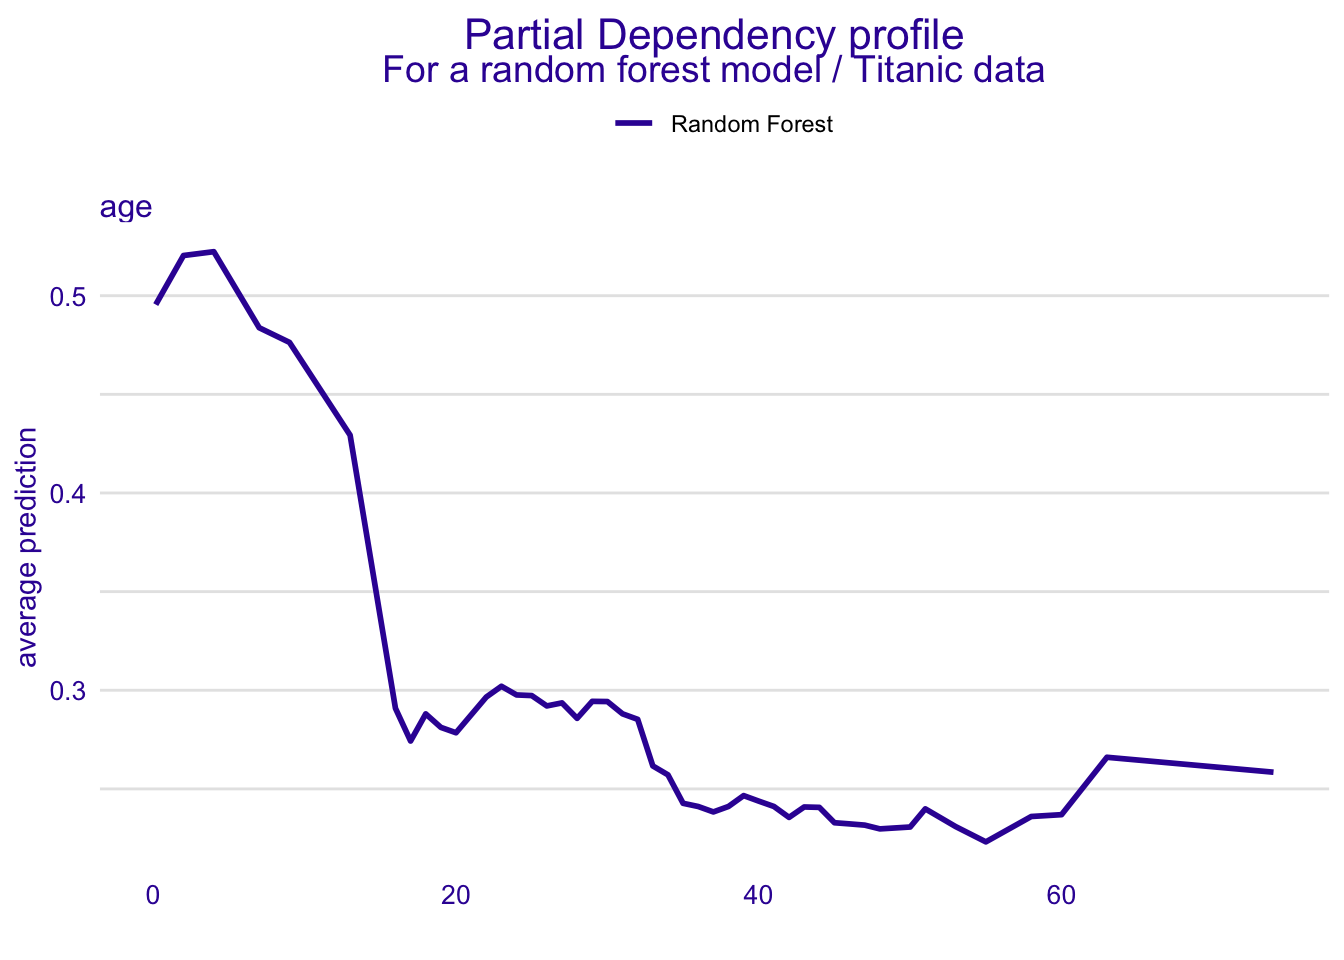 Partial Dependency profile
For a random forest model / Titanic data
Random Forest
age
0.5
0.4
0.3
average prediction
0
20
40
60